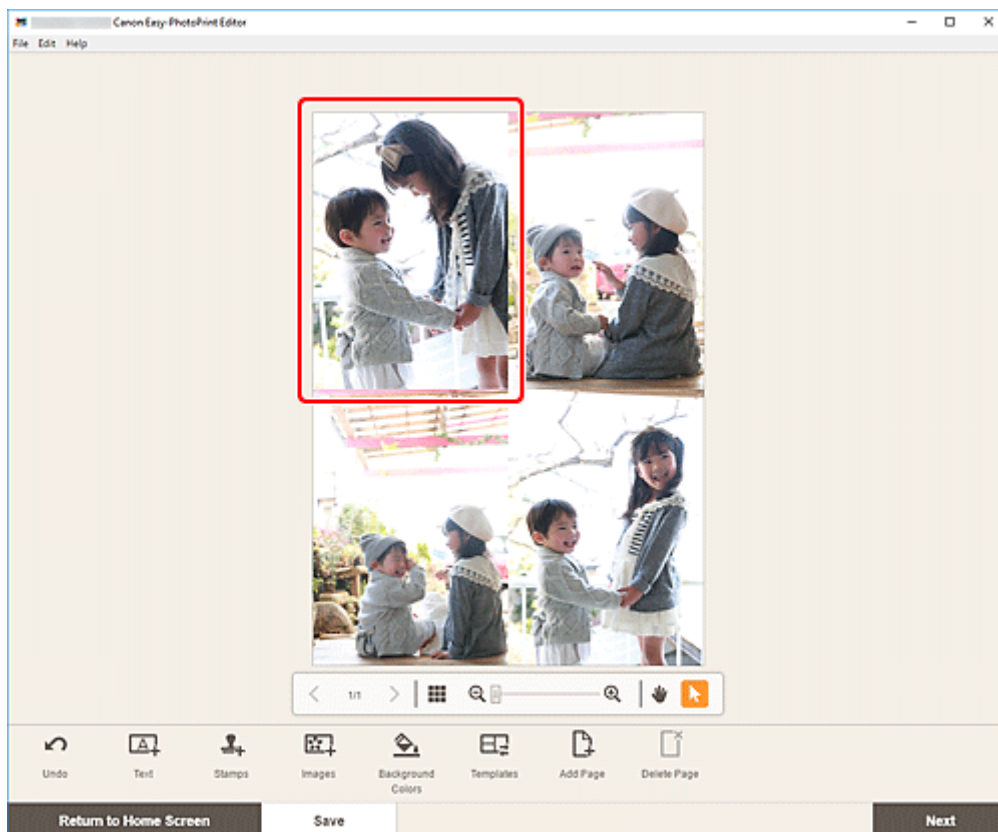 Canon Easy-PhotoPrint Editor
File Edit Help
1/1
Undo Text Stamps Images Background Colors Templates Add Page Delete Page
Return to Home Screen Save Next